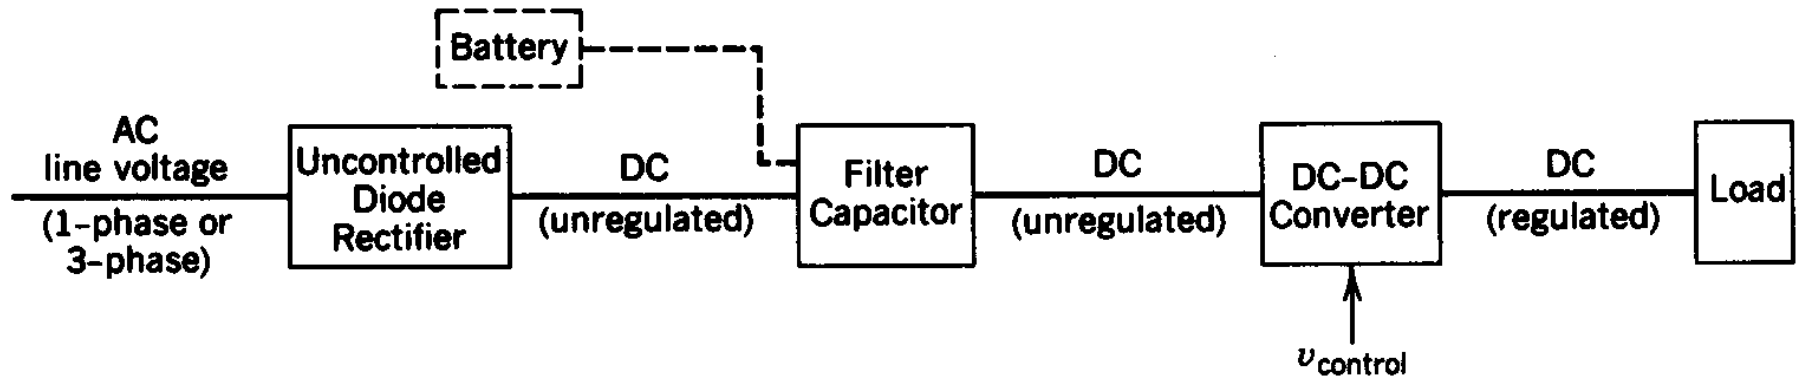 Battery
AC
line voltage
(1-phase or
3-phase)
Uncontrolled
Diode
Rectifier
DC
(unregulated)
Filter
Capacitor
DC
(unregulated)
DC-DC
Converter
DC
(regulated)
Load
υcontrol